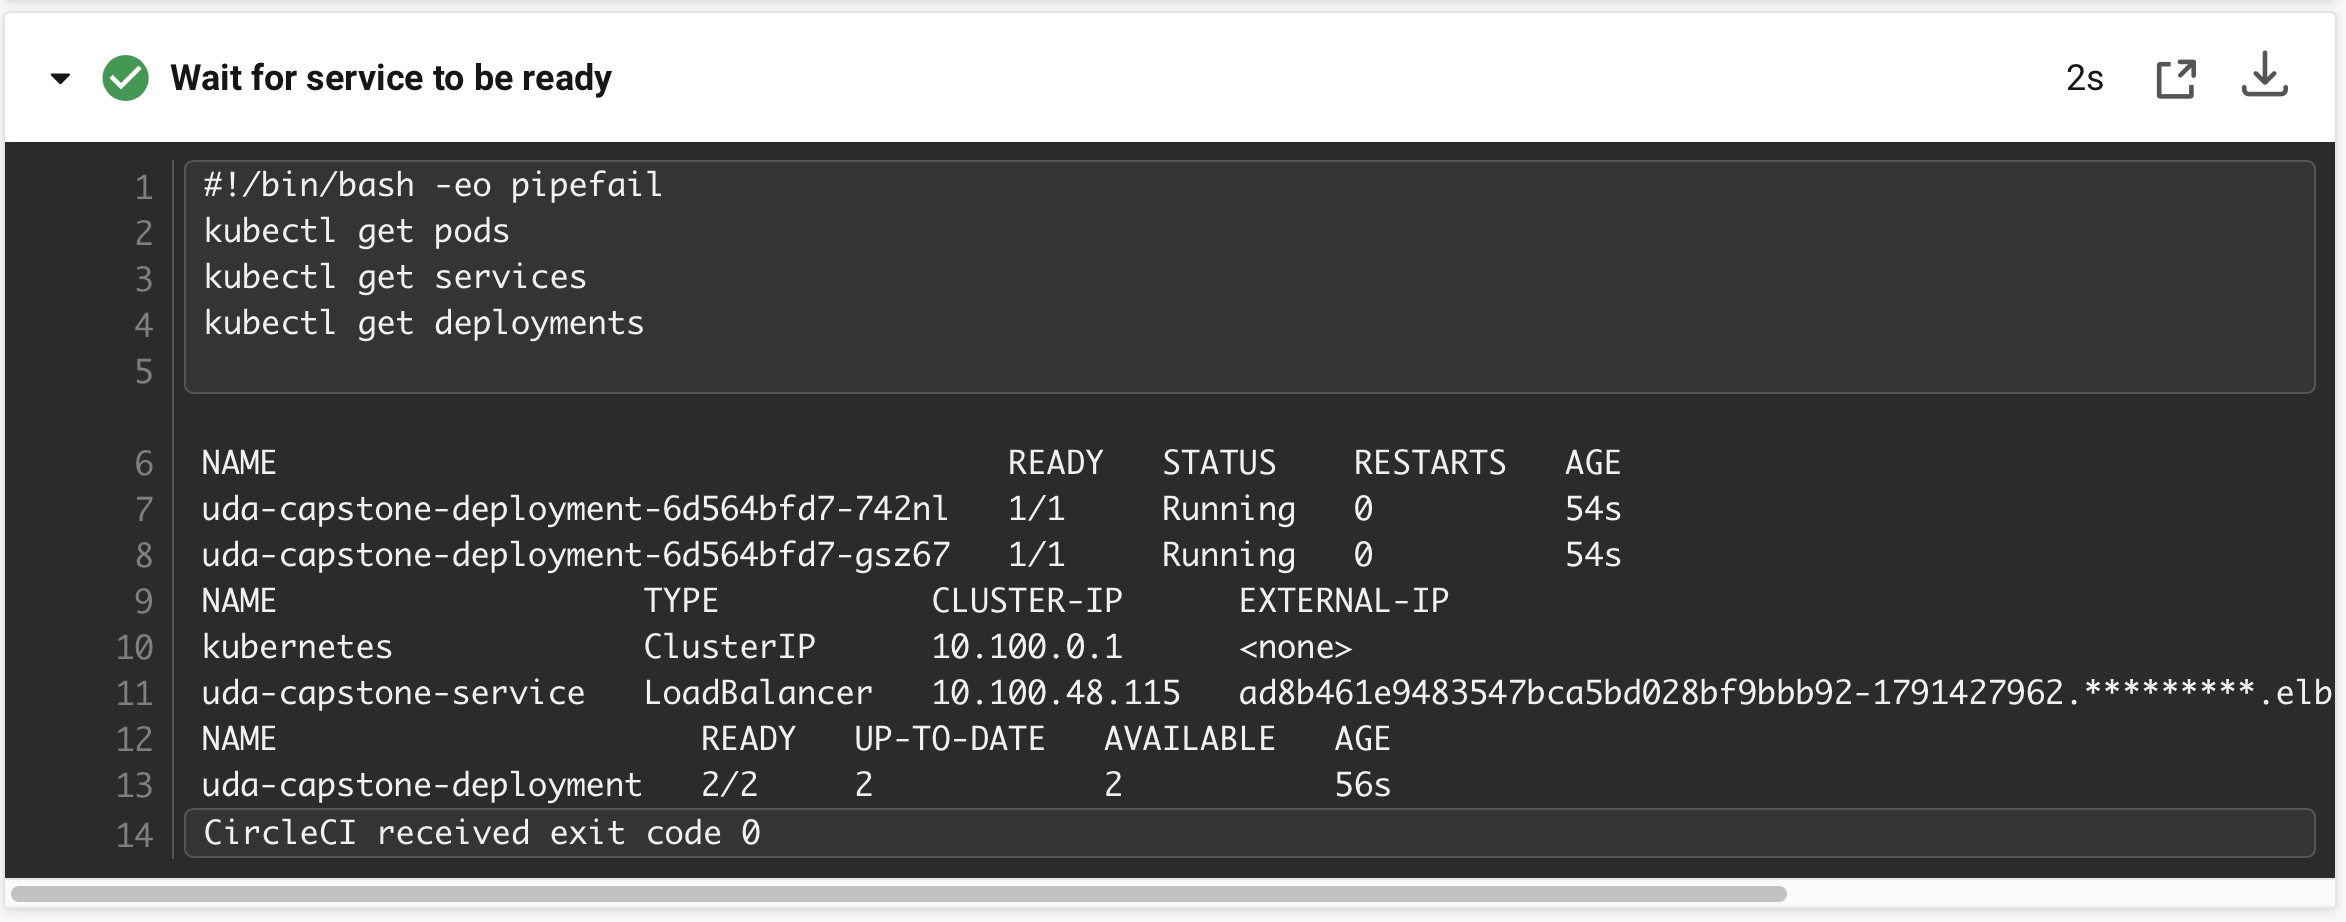 Wait for service to be ready 2s
1 #!/bin/bash -eo pipefail
2 kubectl get pods
3 kubectl get services
4 kubectl get deployments
5
6 NAME READY STATUS RESTARTS AGE
7 uda-capstone-deployment-6d564bfd7-742nl 1/1 Running 0 54s
8 uda-capstone-deployment-6d564bfd7-gsz67 1/1 Running 0 54s
9 NAME TYPE CLUSTER-IP EXTERNAL-IP
10 kubernetes ClusterIP 10.100.0.1 <none>
11 uda-capstone-service LoadBalancer 10.100.48.115 ad8b461e9483547bca5bd028bf9bbb92-1791427962.*********.elb
12 NAME READY UP-TO-DATE AVAILABLE AGE
13 uda-capstone-deployment 2/2 2 2 56s
14 CircleCI received exit code 0